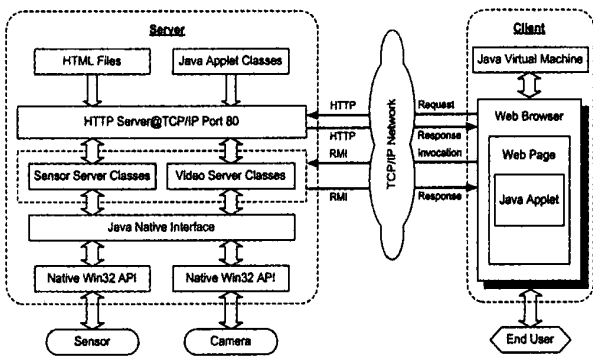 Server
HTML Files
Java Applet Classes
HTTP Server@TCP/IP Port 80
Sensor Server Classes
Video Server Classes
Java Native Interface
Native Win32 API
Native Win32 API
Sensor
Camera
HTTP
HTTP
RMI
RMI
TCP/IP Network
Request
Response
Invocation
Response
Client
Java Virtual Machine
Web Browser
Web Page
Java Applet
End User